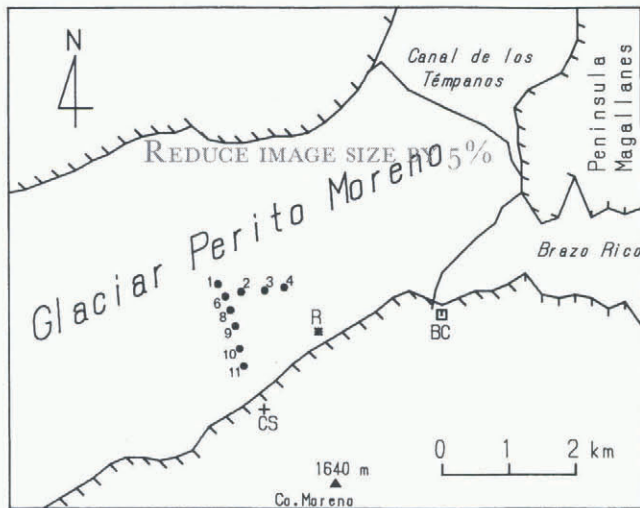 N
Canal de los
Témpanos
Península
Magallanes
REDUCE IMAGE SIZE BY 5%
Glaciar Perito Moreno
Brazo Rico
1
2
3
4
6
8
9
10
11
R
BC
CS
0 1 2 km
1640 m
Co. Moreno